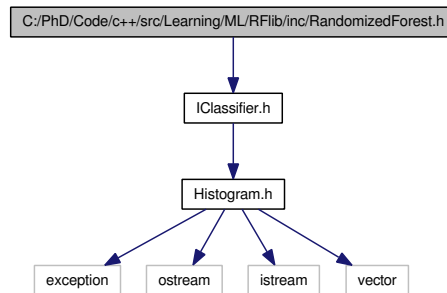 C:/PhD/Code/c++/src/Learning/ML/RFlib/inc/RandomizedForest.h
IClassifier.h
Histogram.h
exception ostream istream vector